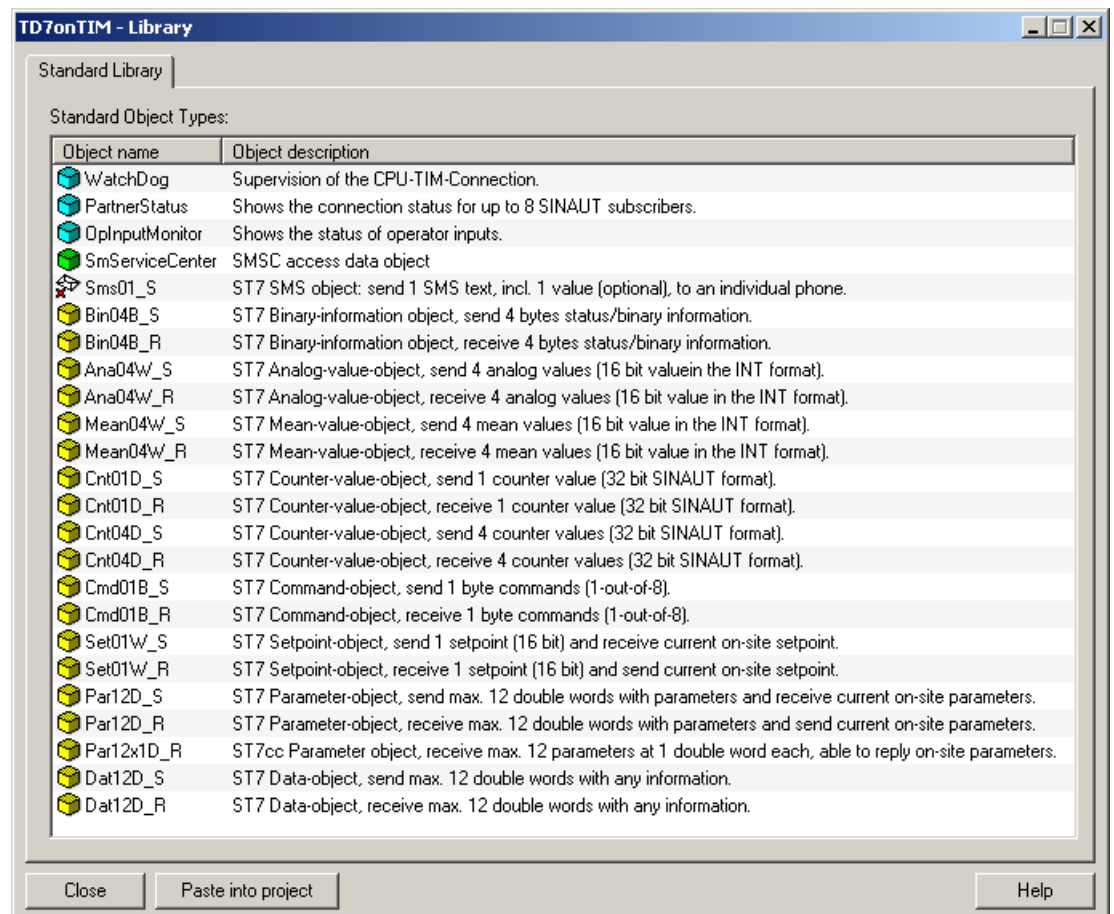 TD7onTIM - Library
Standard Library
Standard Object Types:
Object name Object description
WatchDog Supervision of the CPU-TIM-Connection.
PartnerStatus Shows the connection status for up to 8 SINAUT subscribers.
OpInputMonitor Shows the status of operator inputs.
SmServiceCenter SMSC access data object
Sms01_S ST7 SMS object: send 1 SMS text, incl. 1 value (optional), to an individual phone.
Bin04B_S ST7 Binary-information object, send 4 bytes status/binary information.
Bin04B_R ST7 Binary-information object, receive 4 bytes status/binary information.
Ana04W_S ST7 Analog-value-object, send 4 analog values (16 bit valuein the INT format).
Ana04W_R ST7 Analog-value-object, receive 4 analog values (16 bit value in the INT format).
Mean04W_S ST7 Mean-value-object, send 4 mean values (16 bit value in the INT format).
Mean04W_R ST7 Mean-value-object, receive 4 mean values (16 bit value in the INT format).
Cnt01D_S ST7 Counter-value-object, send 1 counter value (32 bit SINAUT format).
Cnt01D_R ST7 Counter-value-object, receive 1 counter value (32 bit SINAUT format).
Cnt04D_S ST7 Counter-value-object, send 4 counter values (32 bit SINAUT format).
Cnt04D_R ST7 Counter-value-object, receive 4 counter values (32 bit SINAUT format).
Cmd01B_S ST7 Command-object, send 1 byte commands (1-out-of-8).
Cmd01B_R ST7 Command-object, receive 1 byte commands (1-out-of-8).
Set01W_S ST7 Setpoint-object, send 1 setpoint (16 bit) and receive current on-site setpoint.
Set01W_R ST7 Setpoint-object, receive 1 setpoint (16 bit) and send current on-site setpoint.
Par12D_S ST7 Parameter-object, send max. 12 double words with parameters and receive current on-site parameters.
Par12D_R ST7 Parameter-object, receive max. 12 double words with parameters and send current on-site parameters.
Par12x1D_R ST7cc Parameter object, receive max. 12 parameters at 1 double word each, able to reply on-site parameters.
Dat12D_S ST7 Data-object, send max. 12 double words with any information.
Dat12D_R ST7 Data-object, receive max. 12 double words with any information.
Close Paste into project Help